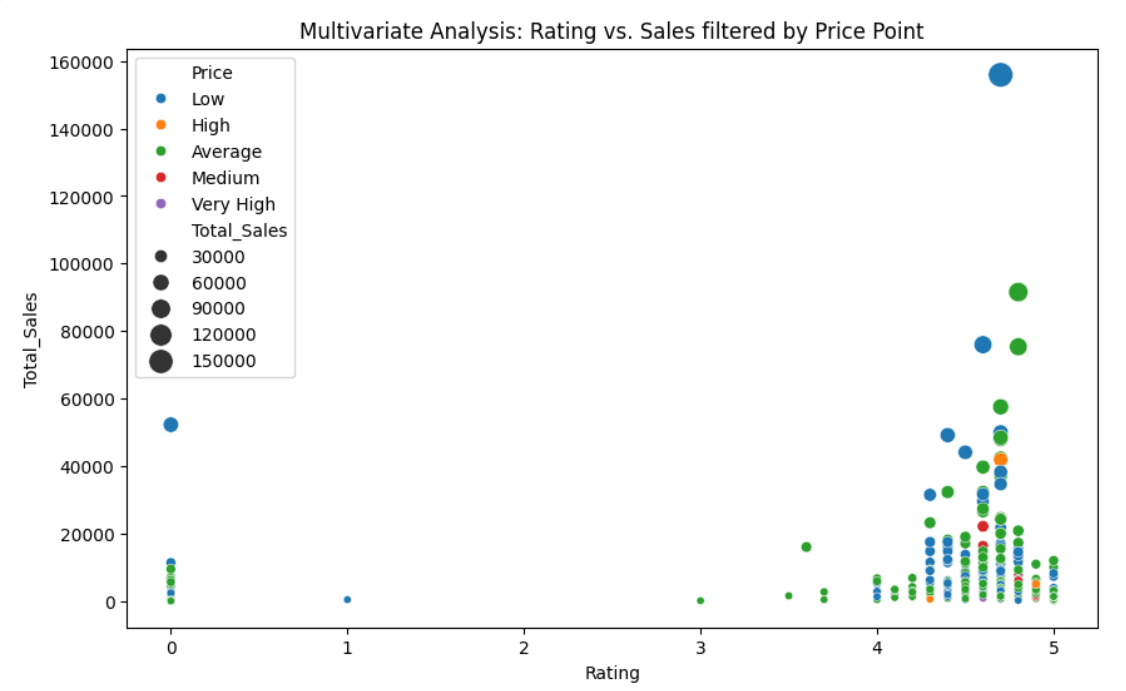 Multivariate Analysis: Rating vs. Sales filtered by Price Point
Total_Sales
160000
140000
120000
100000
80000
60000
40000
20000
0
Price
Low
High
Average
Medium
Very High
Total_Sales
30000
60000
90000
120000
150000
0
1
2
3
4
5
Rating